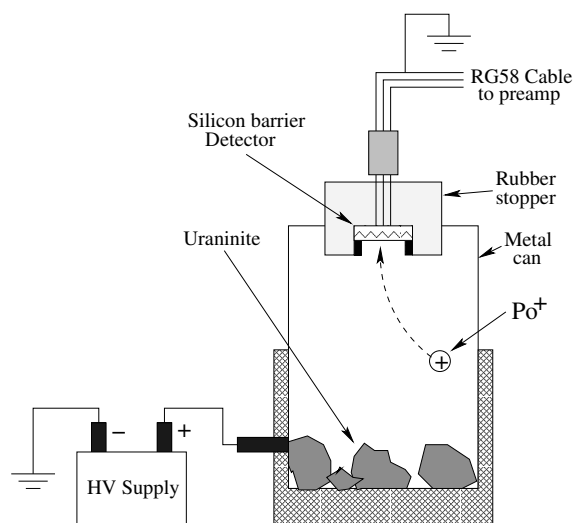 RG58 Cable
to preamp
Silicon barrier
Detector
Rubber
stopper
Uraninite
Metal
can
Po+
+
− +
HV Supply